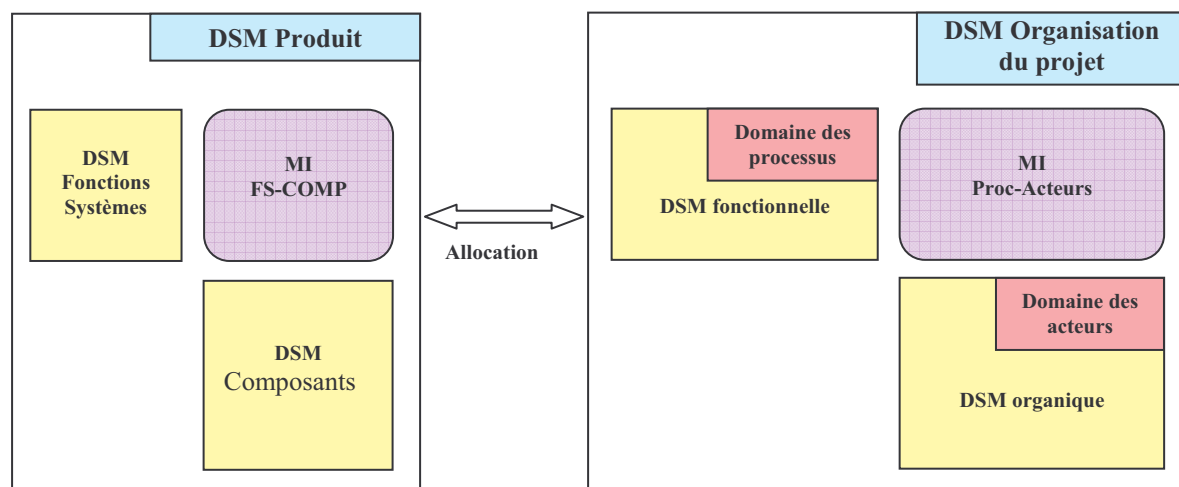 DSM Produit
DSM
Fonctions
Systèmes
MI
FS-COMP
DSM
Composants
Allocation
DSM Organisation
du projet
Domaine des
processus
DSM fonctionnelle
MI
Proc-Acteurs
Domaine des
acteurs
DSM organique